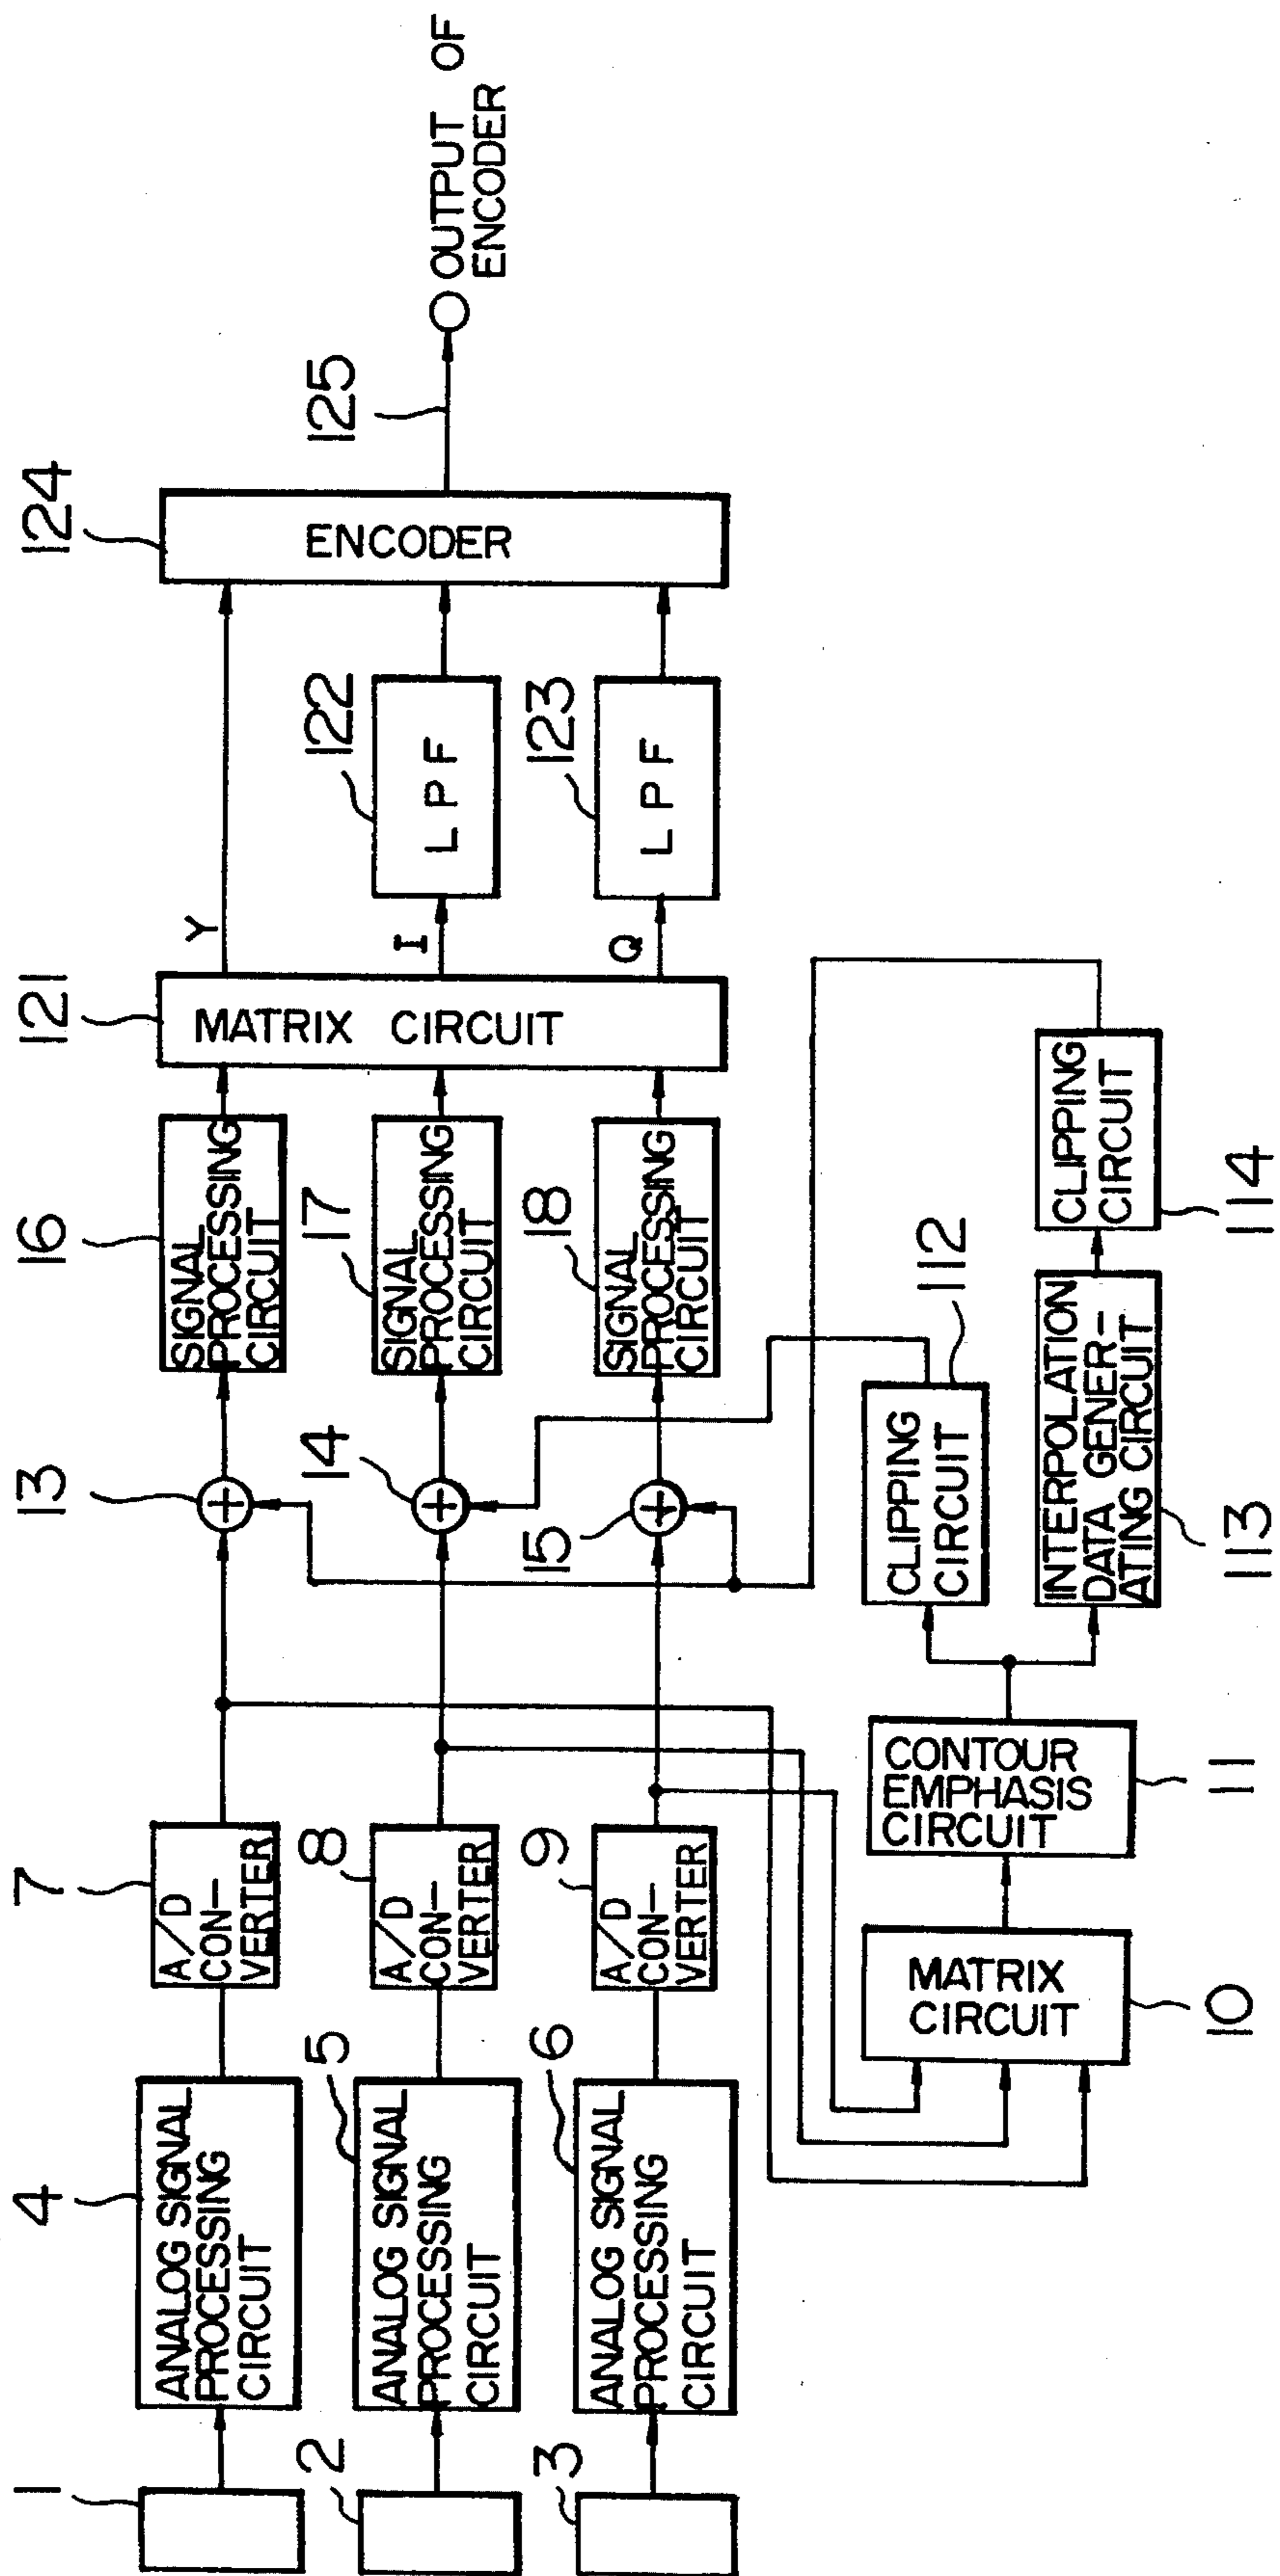 1
4
ANALOG SIGNAL
PROCESSING
CIRCUIT
7
A/D
CON-
VERTER
13
16
SIGNAL
PROCESSING
CIRCUIT
121
MATRIX CIRCUIT
Y
I
Q
124
ENCODER
125
OUTPUT OF
ENCODER
2
5
ANALOG SIGNAL
PROCESSING
CIRCUIT
8
A/D
CON-
VERTER
14
17
SIGNAL
PROCESSING
CIRCUIT
122
LPF
3
6
ANALOG SIGNAL
PROCESSING
CIRCUIT
9
A/D
CON-
VERTER
15
18
SIGNAL
PROCESSING
CIRCUIT
123
LPF
MATRIX
CIRCUIT
10
CONTOUR
EMPHASIS
CIRCUIT
11
CLIPPING
CIRCUIT
112
INTERPOLATION
DATA GENER-
ATING CIRCUIT
113
CLIPPING
CIRCUIT
114